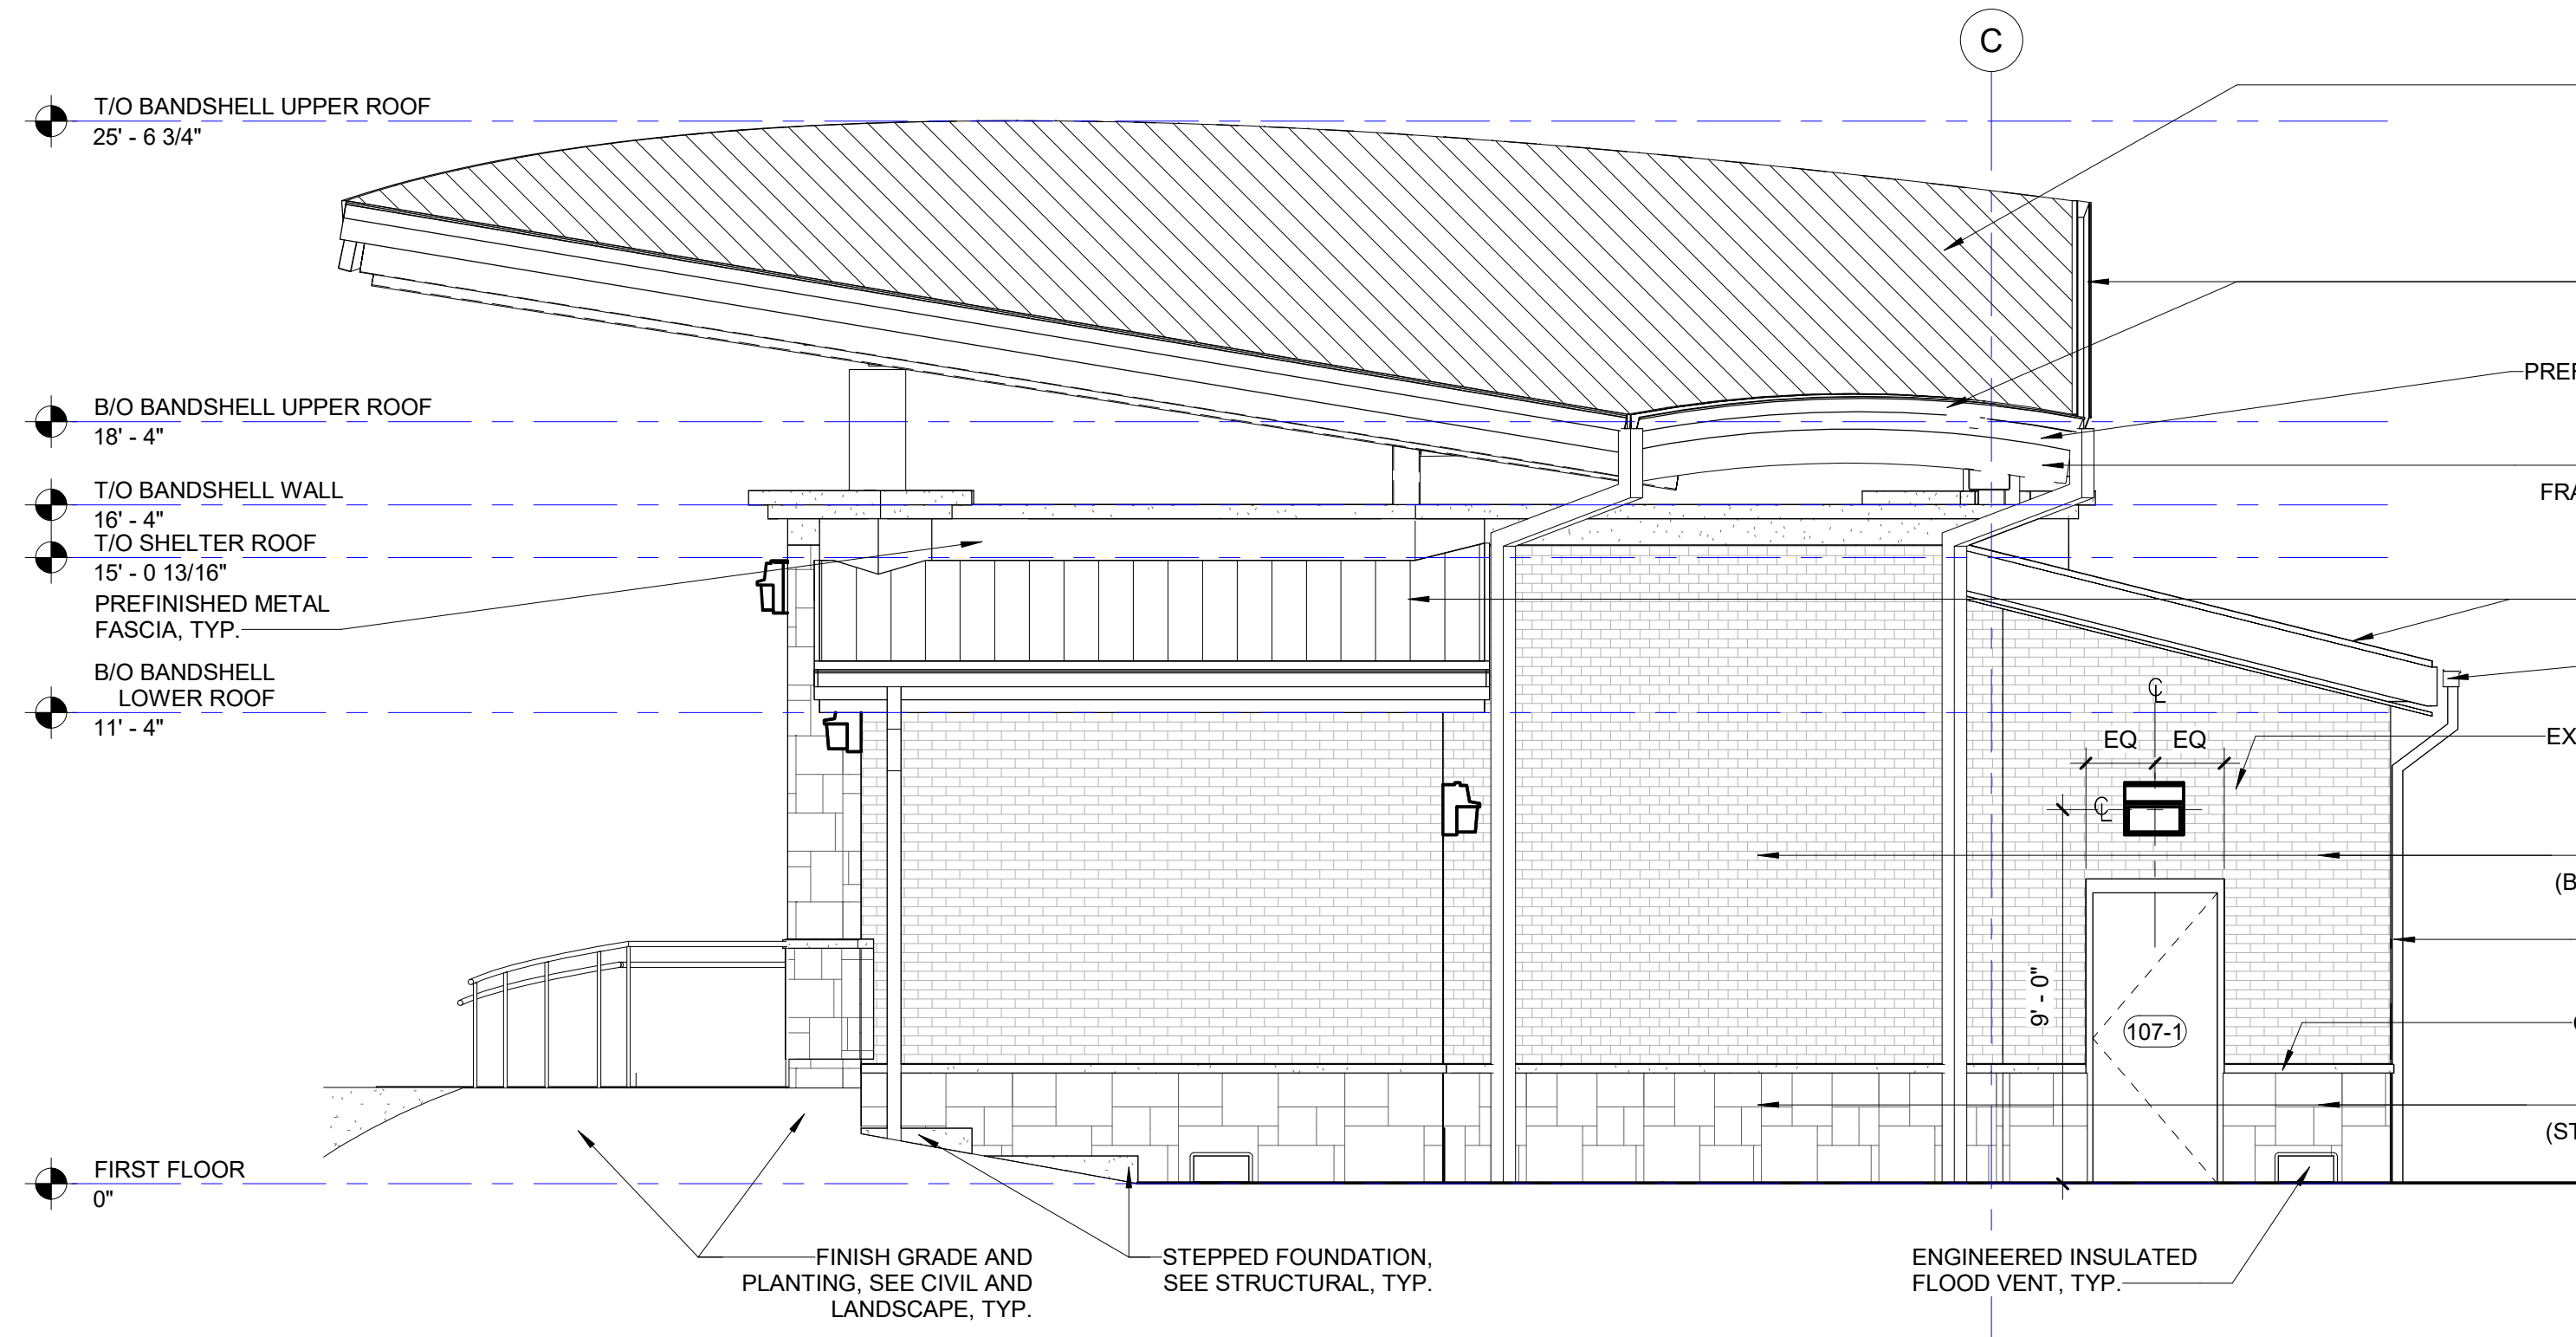 C
T/O BANDSHELL UPPER ROOF
25' - 6 3/4"
B/O BANDSHELL UPPER ROOF
18' - 4"
T/O BANDSHELL WALL
16' - 4"
T/O SHELTER ROOF
15' - 0 13/16"
PREFINISHED METAL
FASCIA, TYP.
B/O BANDSHELL
LOWER ROOF
11' - 4"
FIRST FLOOR
0"
PREF
FRA
EX
(B
(ST
℄
EQ
EQ
℄
9' - 0"
107-1
FINISH GRADE AND
PLANTING, SEE CIVIL AND
LANDSCAPE, TYP.
STEPPED FOUNDATION,
SEE STRUCTURAL, TYP.
ENGINEERED INSULATED
FLOOD VENT, TYP.